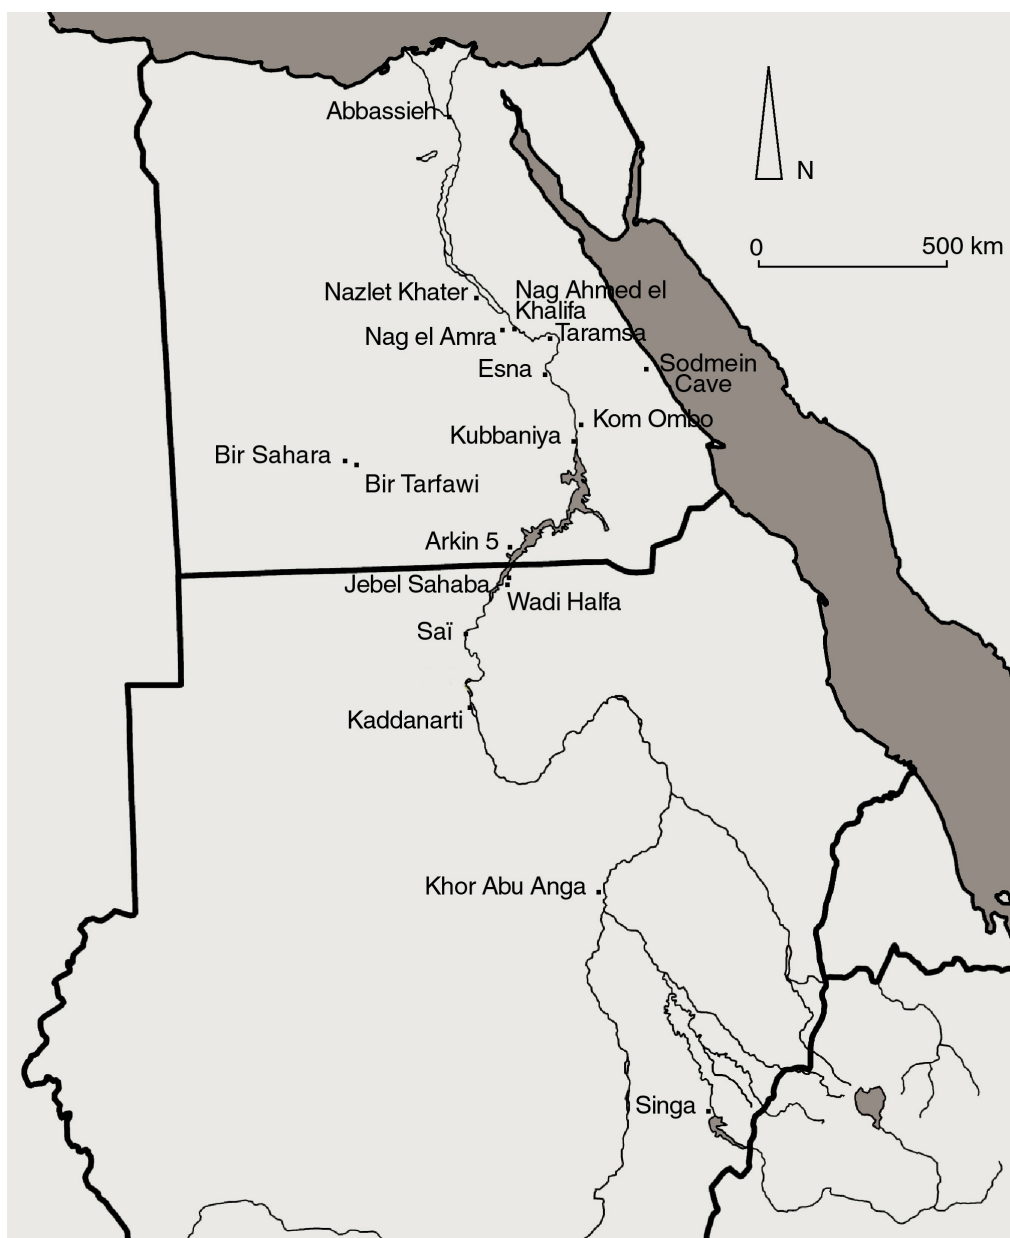 Abbassieh
N
0
500 km
Nazlet Khater
Nag Ahmed el
Khalifa
Nag el Amra
Taramsa
Esna
Sodmein
Cave
Kom Ombo
Kubbaniya
Bir Sahara
Bir Tarfawi
Arkin 5
Jebel Sahaba
Wadi Halfa
Saï
Kaddanarti
Khor Abu Anga
Singa